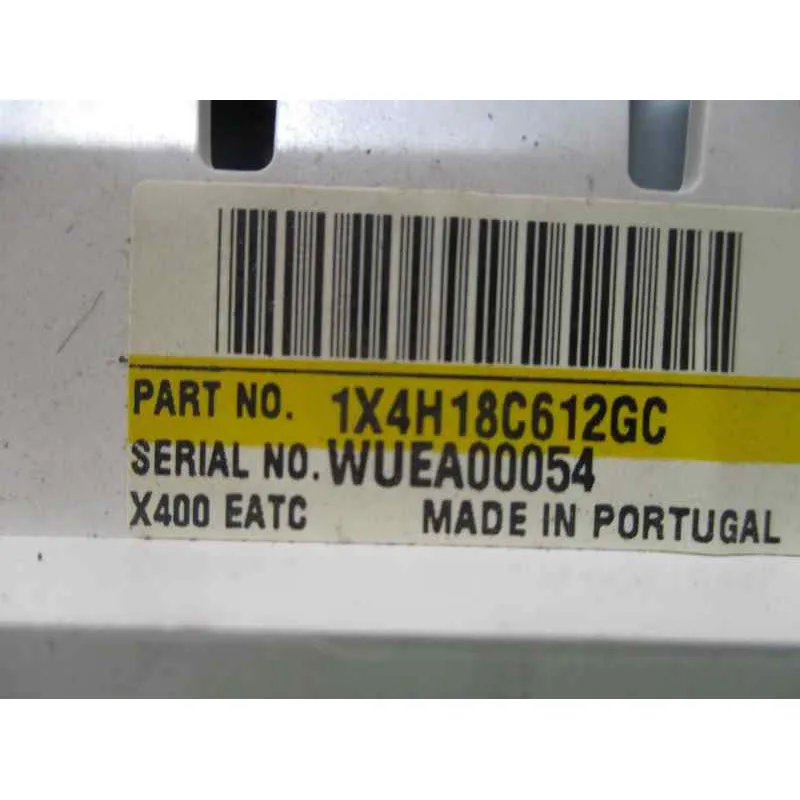 PART NO. 1X4H18C612GC
SERIAL NO. WUEA00054
X400 EATC MADE IN PORTUGAL